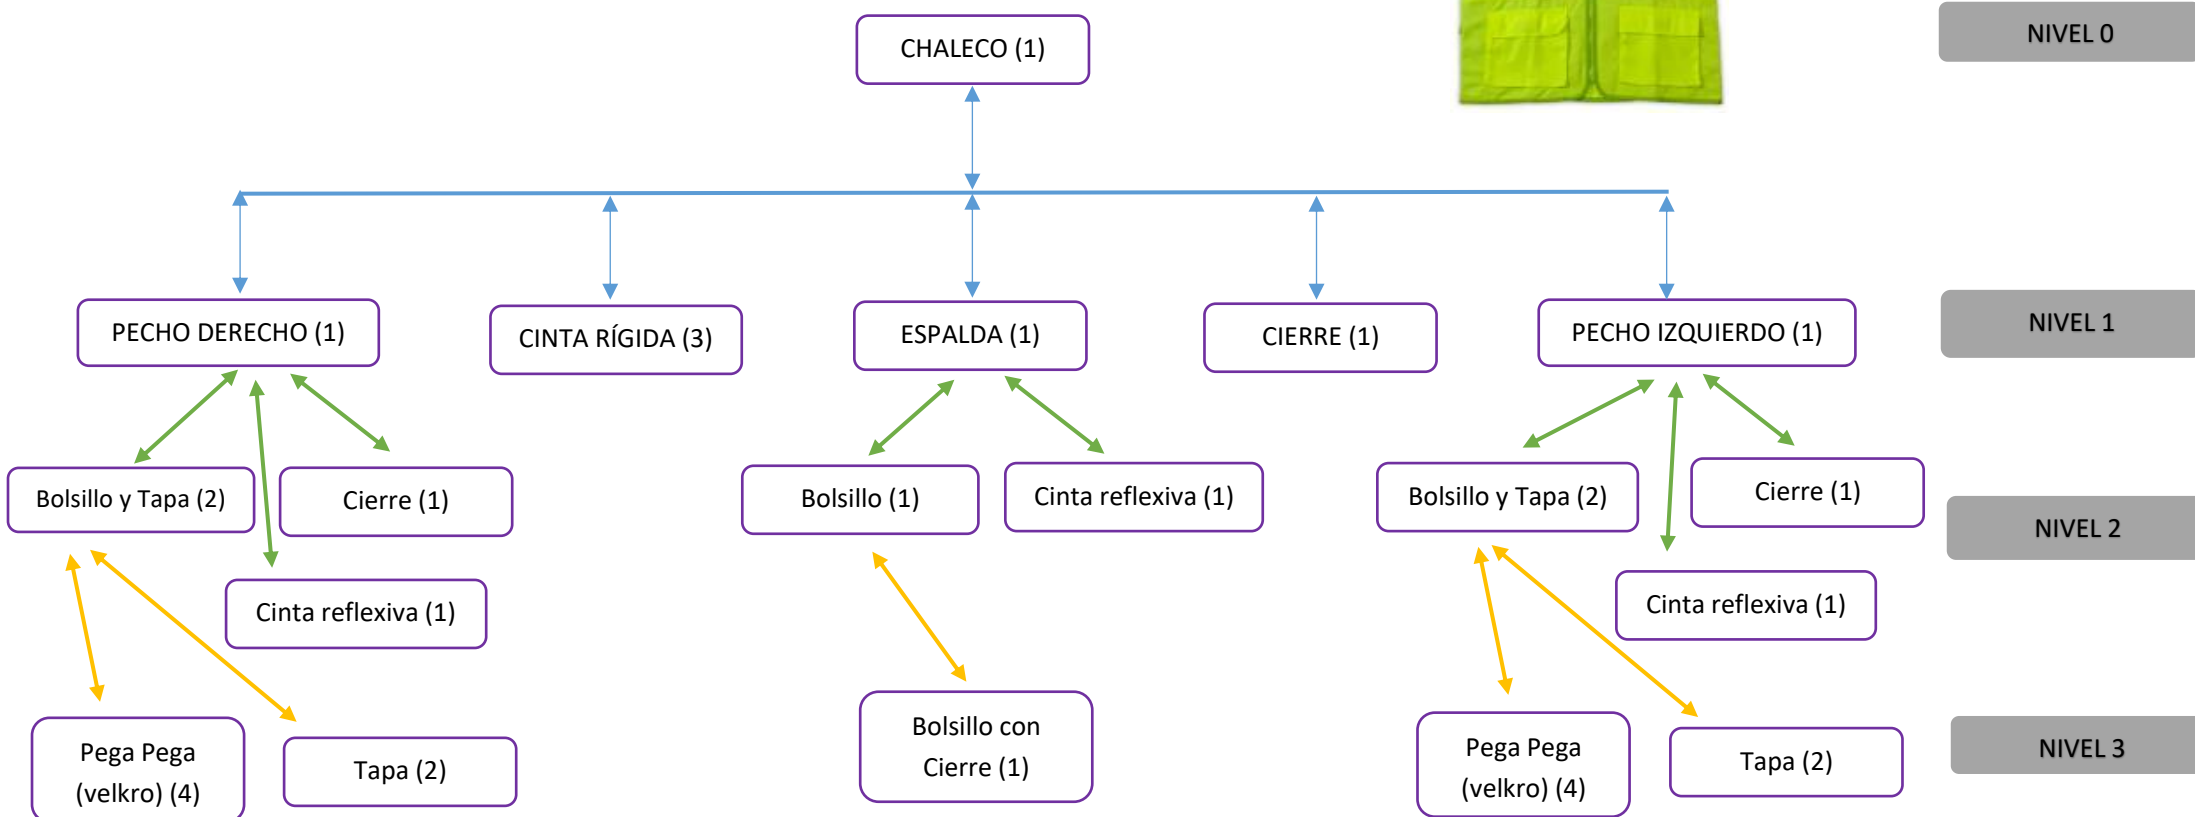 CHALECO (1)
NIVEL 0
PECHO DERECHO (1)
CINTA RÍGIDA (3)
ESPALDA (1)
CIERRE (1)
PECHO IZQUIERDO (1)
NIVEL 1
Bolsillo y Tapa (2)
Cierre (1)
Cinta reflexiva (1)
Bolsillo (1)
Cinta reflexiva (1)
Bolsillo y Tapa (2)
Cierre (1)
Cinta reflexiva (1)
NIVEL 2
Pega Pega
(velkro) (4)
Tapa (2)
Bolsillo con
Cierre (1)
Pega Pega
(velkro) (4)
Tapa (2)
NIVEL 3